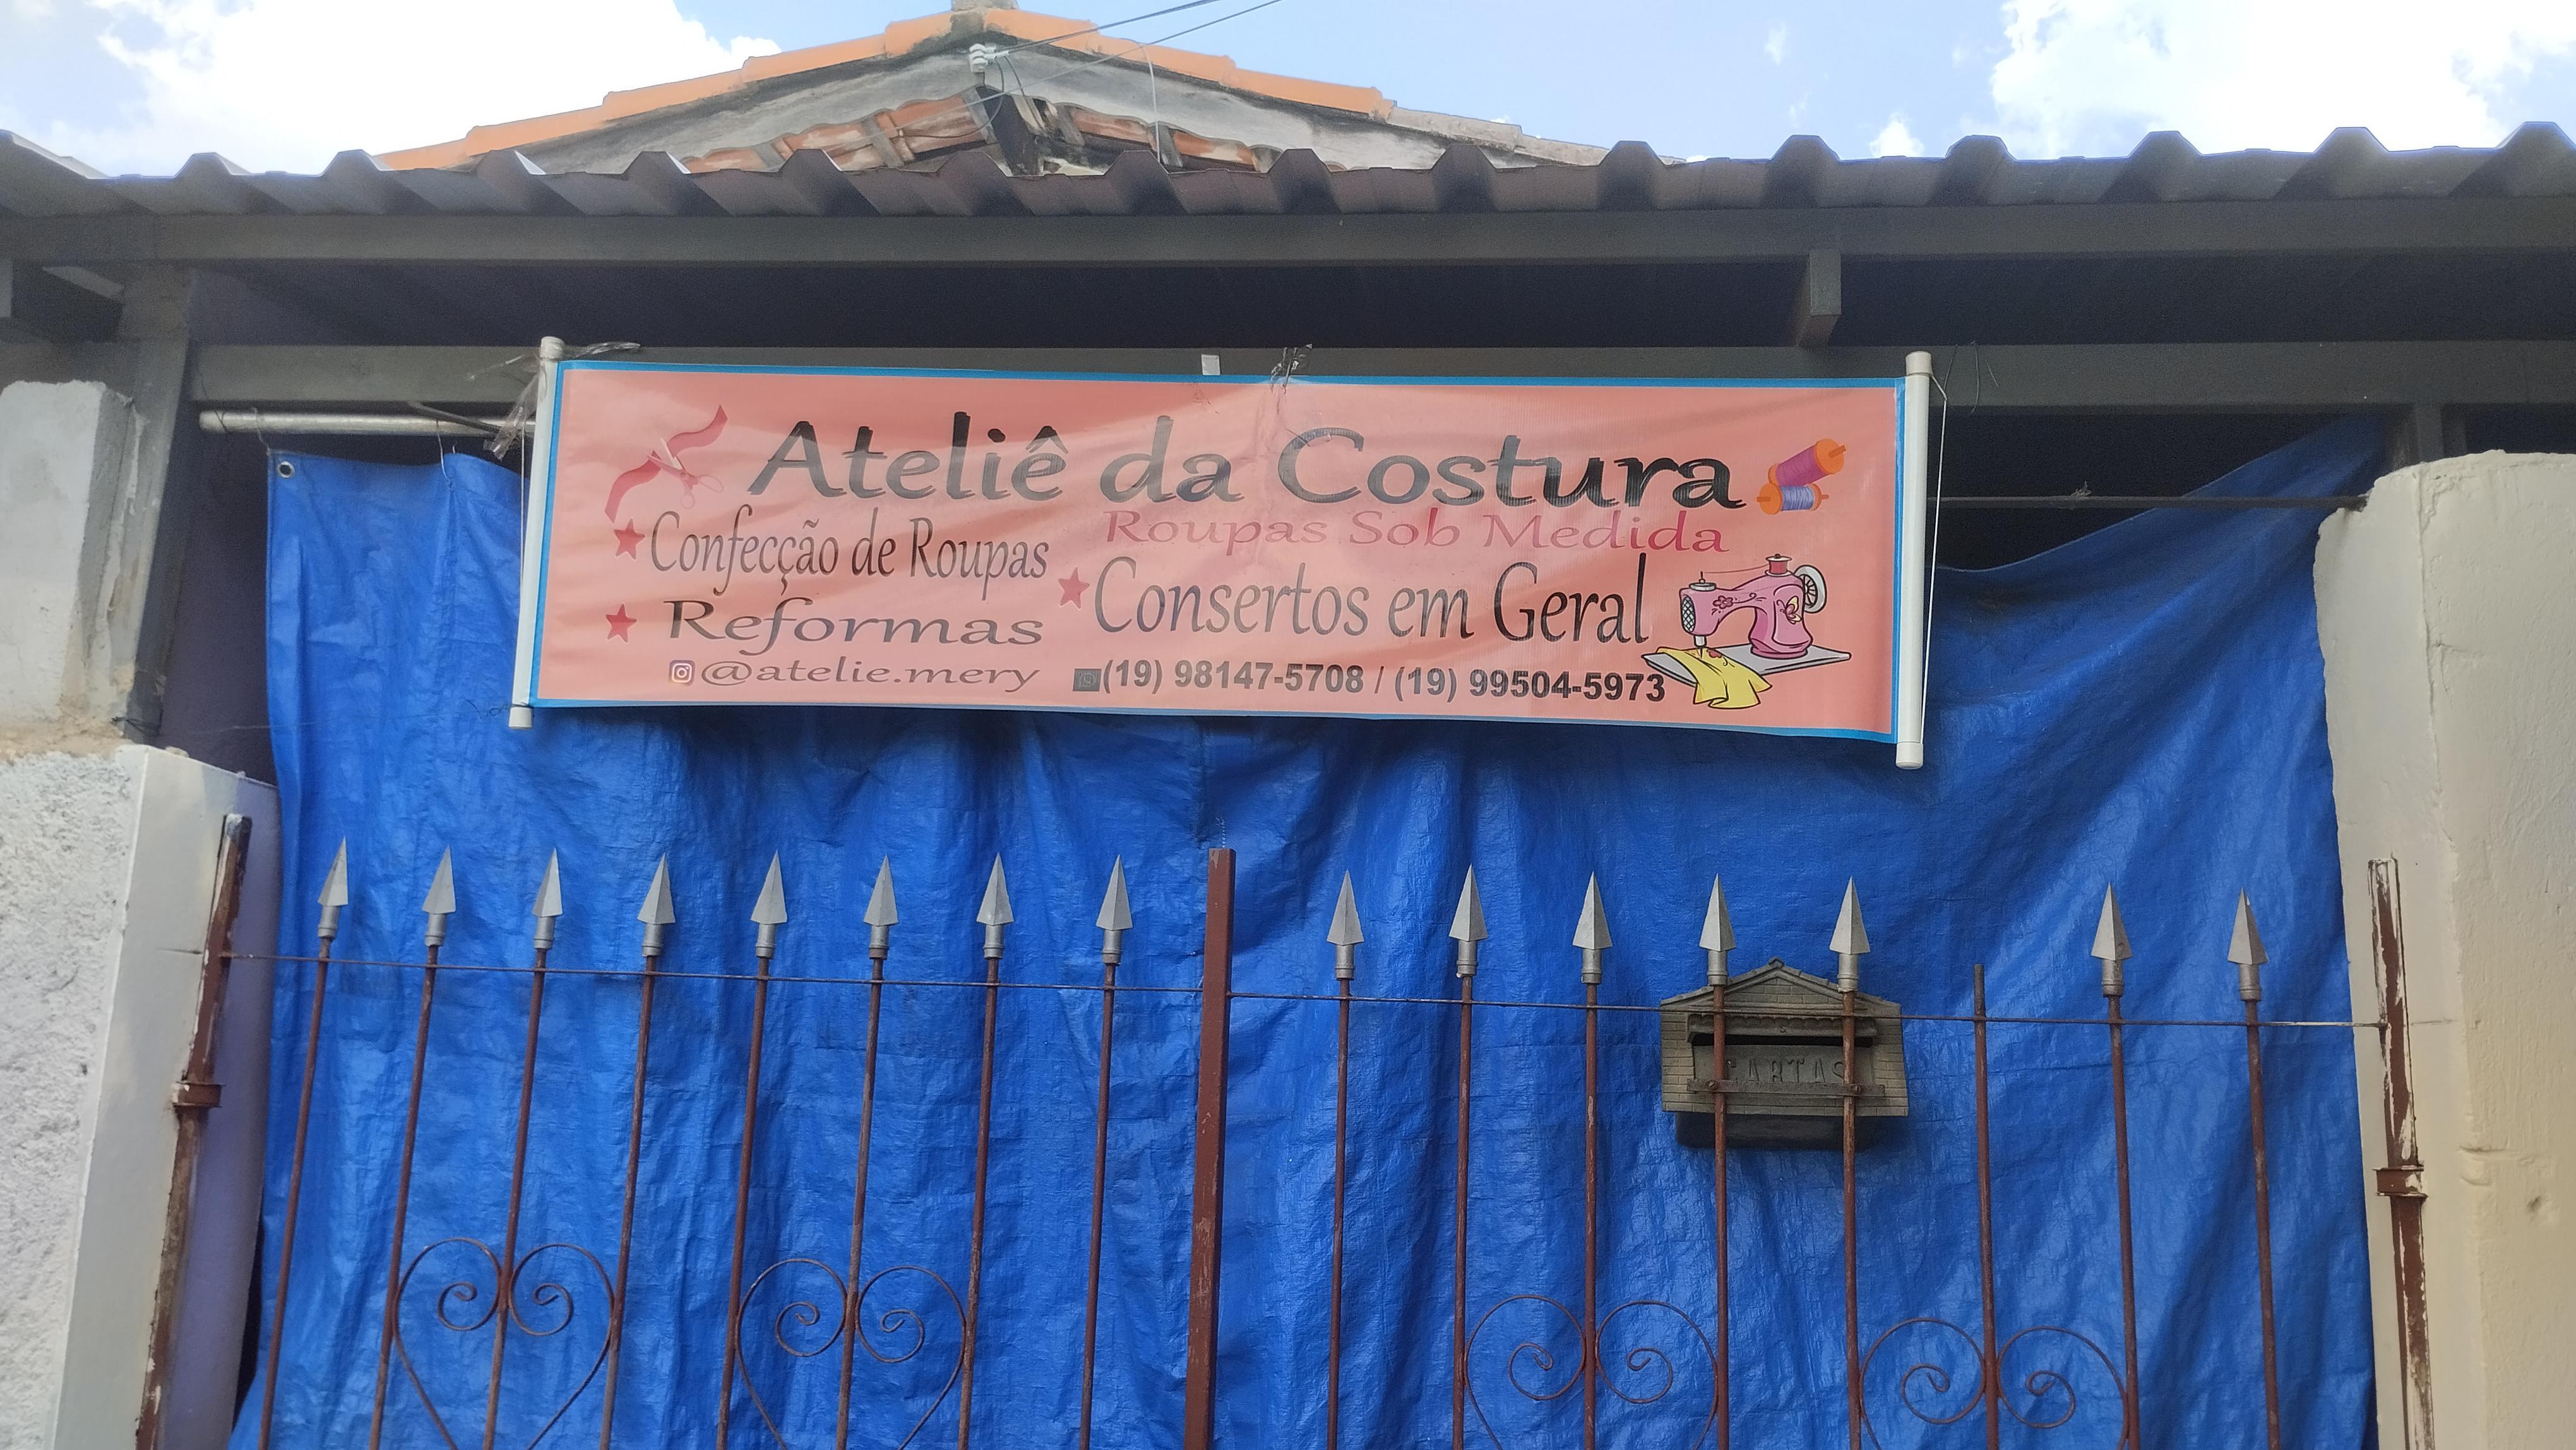 Ateliê da Costura
Roupas Sob Medida
Confecção de Roupas
Consertos em Geral
Reformas
@atelie.mery
(19) 98147-5708 / (19) 99504-5973
CARTAS